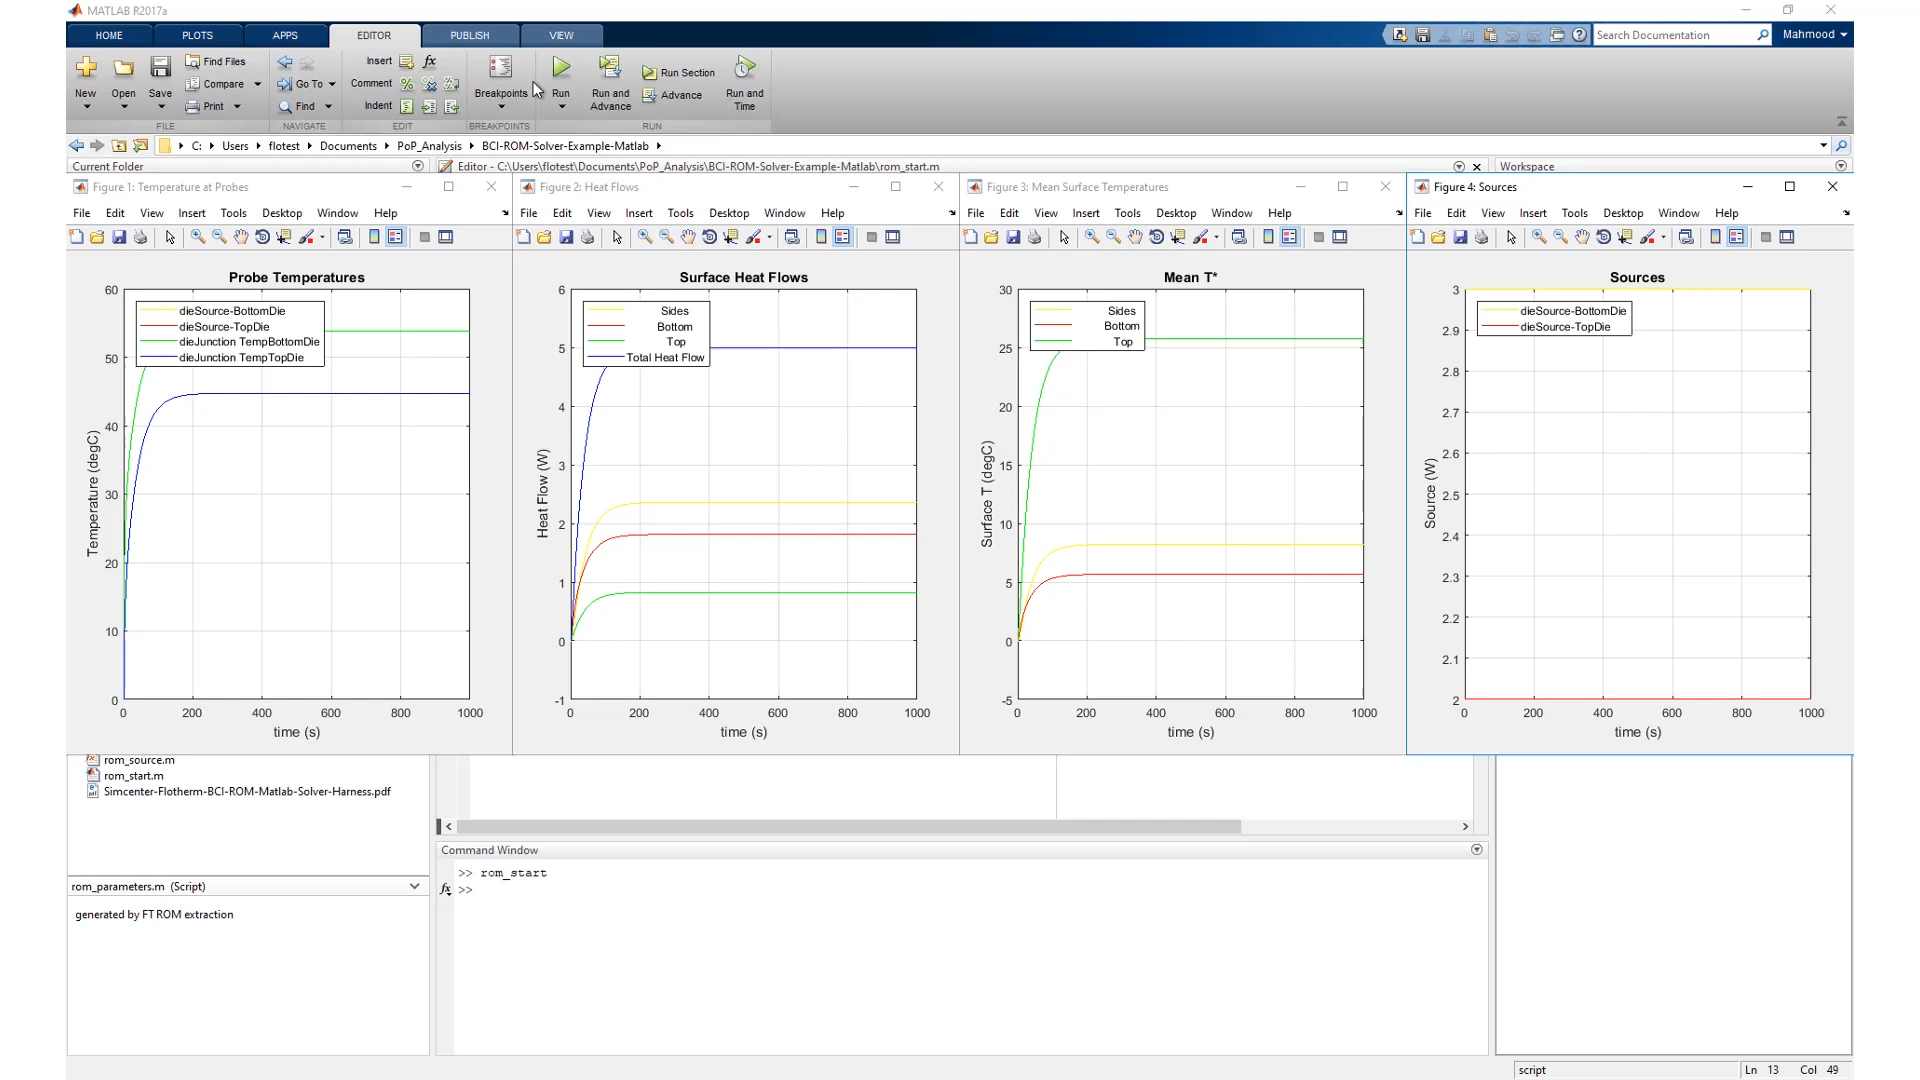 MATLAB R2017a
HOME PLOTS APPS EDITOR PUBLISH VIEW
Search Documentation
Mahmood
New
Open
Save
Find Files
Compare
Print
Go To
Find
Insert
fx
Comment
Indent
Breakpoints
Run
Run and Advance
Run Section
Advance
Run and Time
FILE NAVIGATE EDIT BREAKPOINTS RUN
C: Users flotest Documents PoP_Analysis BCI-ROM-Solver-Example-Matlab
Current Folder
Editor - C:\Users\flotest\Documents\PoP_Analysis\BCI-ROM-Solver-Example-Matlab\rom_start.m
Workspace
Figure 1: Temperature at Probes
File Edit View Insert Tools Desktop Window Help
Probe Temperatures
dieSource-BottomDie
dieSource-TopDie
dieJunction TempBottomDie
dieJunction TempTopDie
Temperature (degC)
60
50
40
30
20
10
0
0 200 400 600 800 1000
time (s)
Figure 2: Heat Flows
File Edit View Insert Tools Desktop Window Help
Surface Heat Flows
Sides
Bottom
Top
Total Heat Flow
Heat Flow (W)
6
5
4
3
2
1
0
-1
0 200 400 600 800 1000
time (s)
Figure 3: Mean Surface Temperatures
File Edit View Insert Tools Desktop Window Help
Mean T*
Sides
Bottom
Top
Surface T (degC)
30
25
20
15
10
5
0
-5
0 200 400 600 800 1000
time (s)
Figure 4: Sources
File Edit View Insert Tools Desktop Window Help
Sources
dieSource-BottomDie
dieSource-TopDie
Source (W)
3
2.9
2.8
2.7
2.6
2.5
2.4
2.3
2.2
2.1
2
0 200 400 600 800 1000
time (s)
rom_source.m
rom_start.m
Simcenter-Flotherm-BCI-ROM-Matlab-Solver-Harness.pdf
rom_parameters.m (Script)
generated by FT ROM extraction
Command Window
>> rom_start
fx >>
script
Ln 13 Col 49